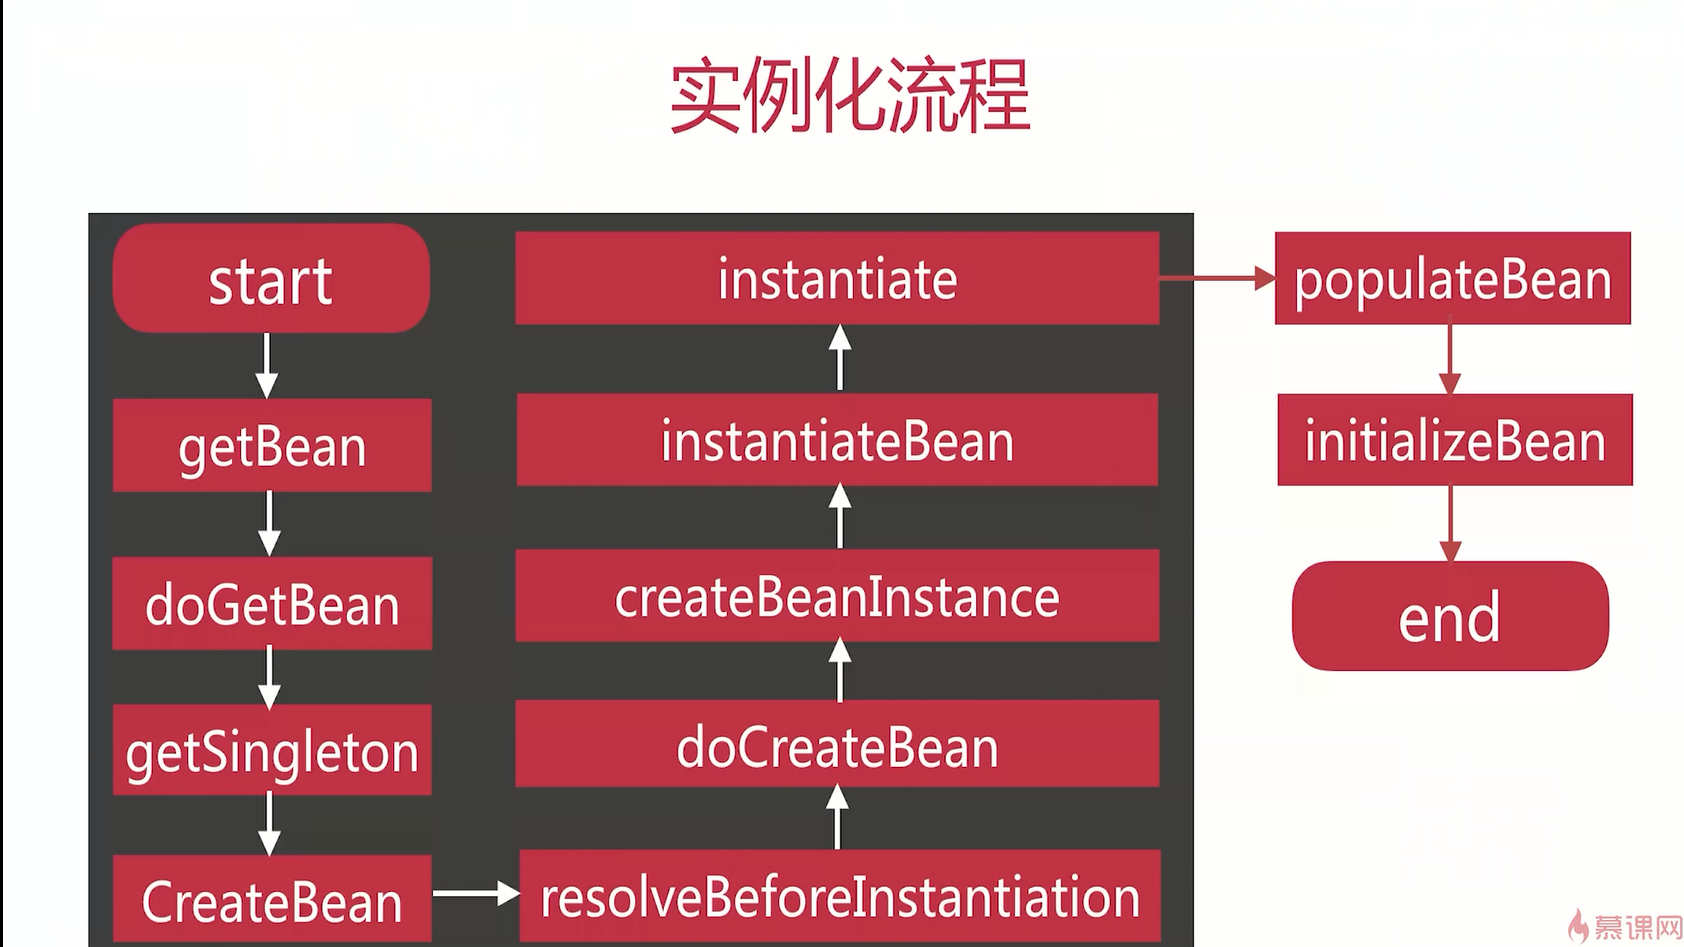 实例化流程
start
getBean
doGetBean
getSingleton
CreateBean
resolveBeforeInstantiation
doCreateBean
createBeanInstance
instantiateBean
instantiate
populateBean
initializeBean
end
慕课网